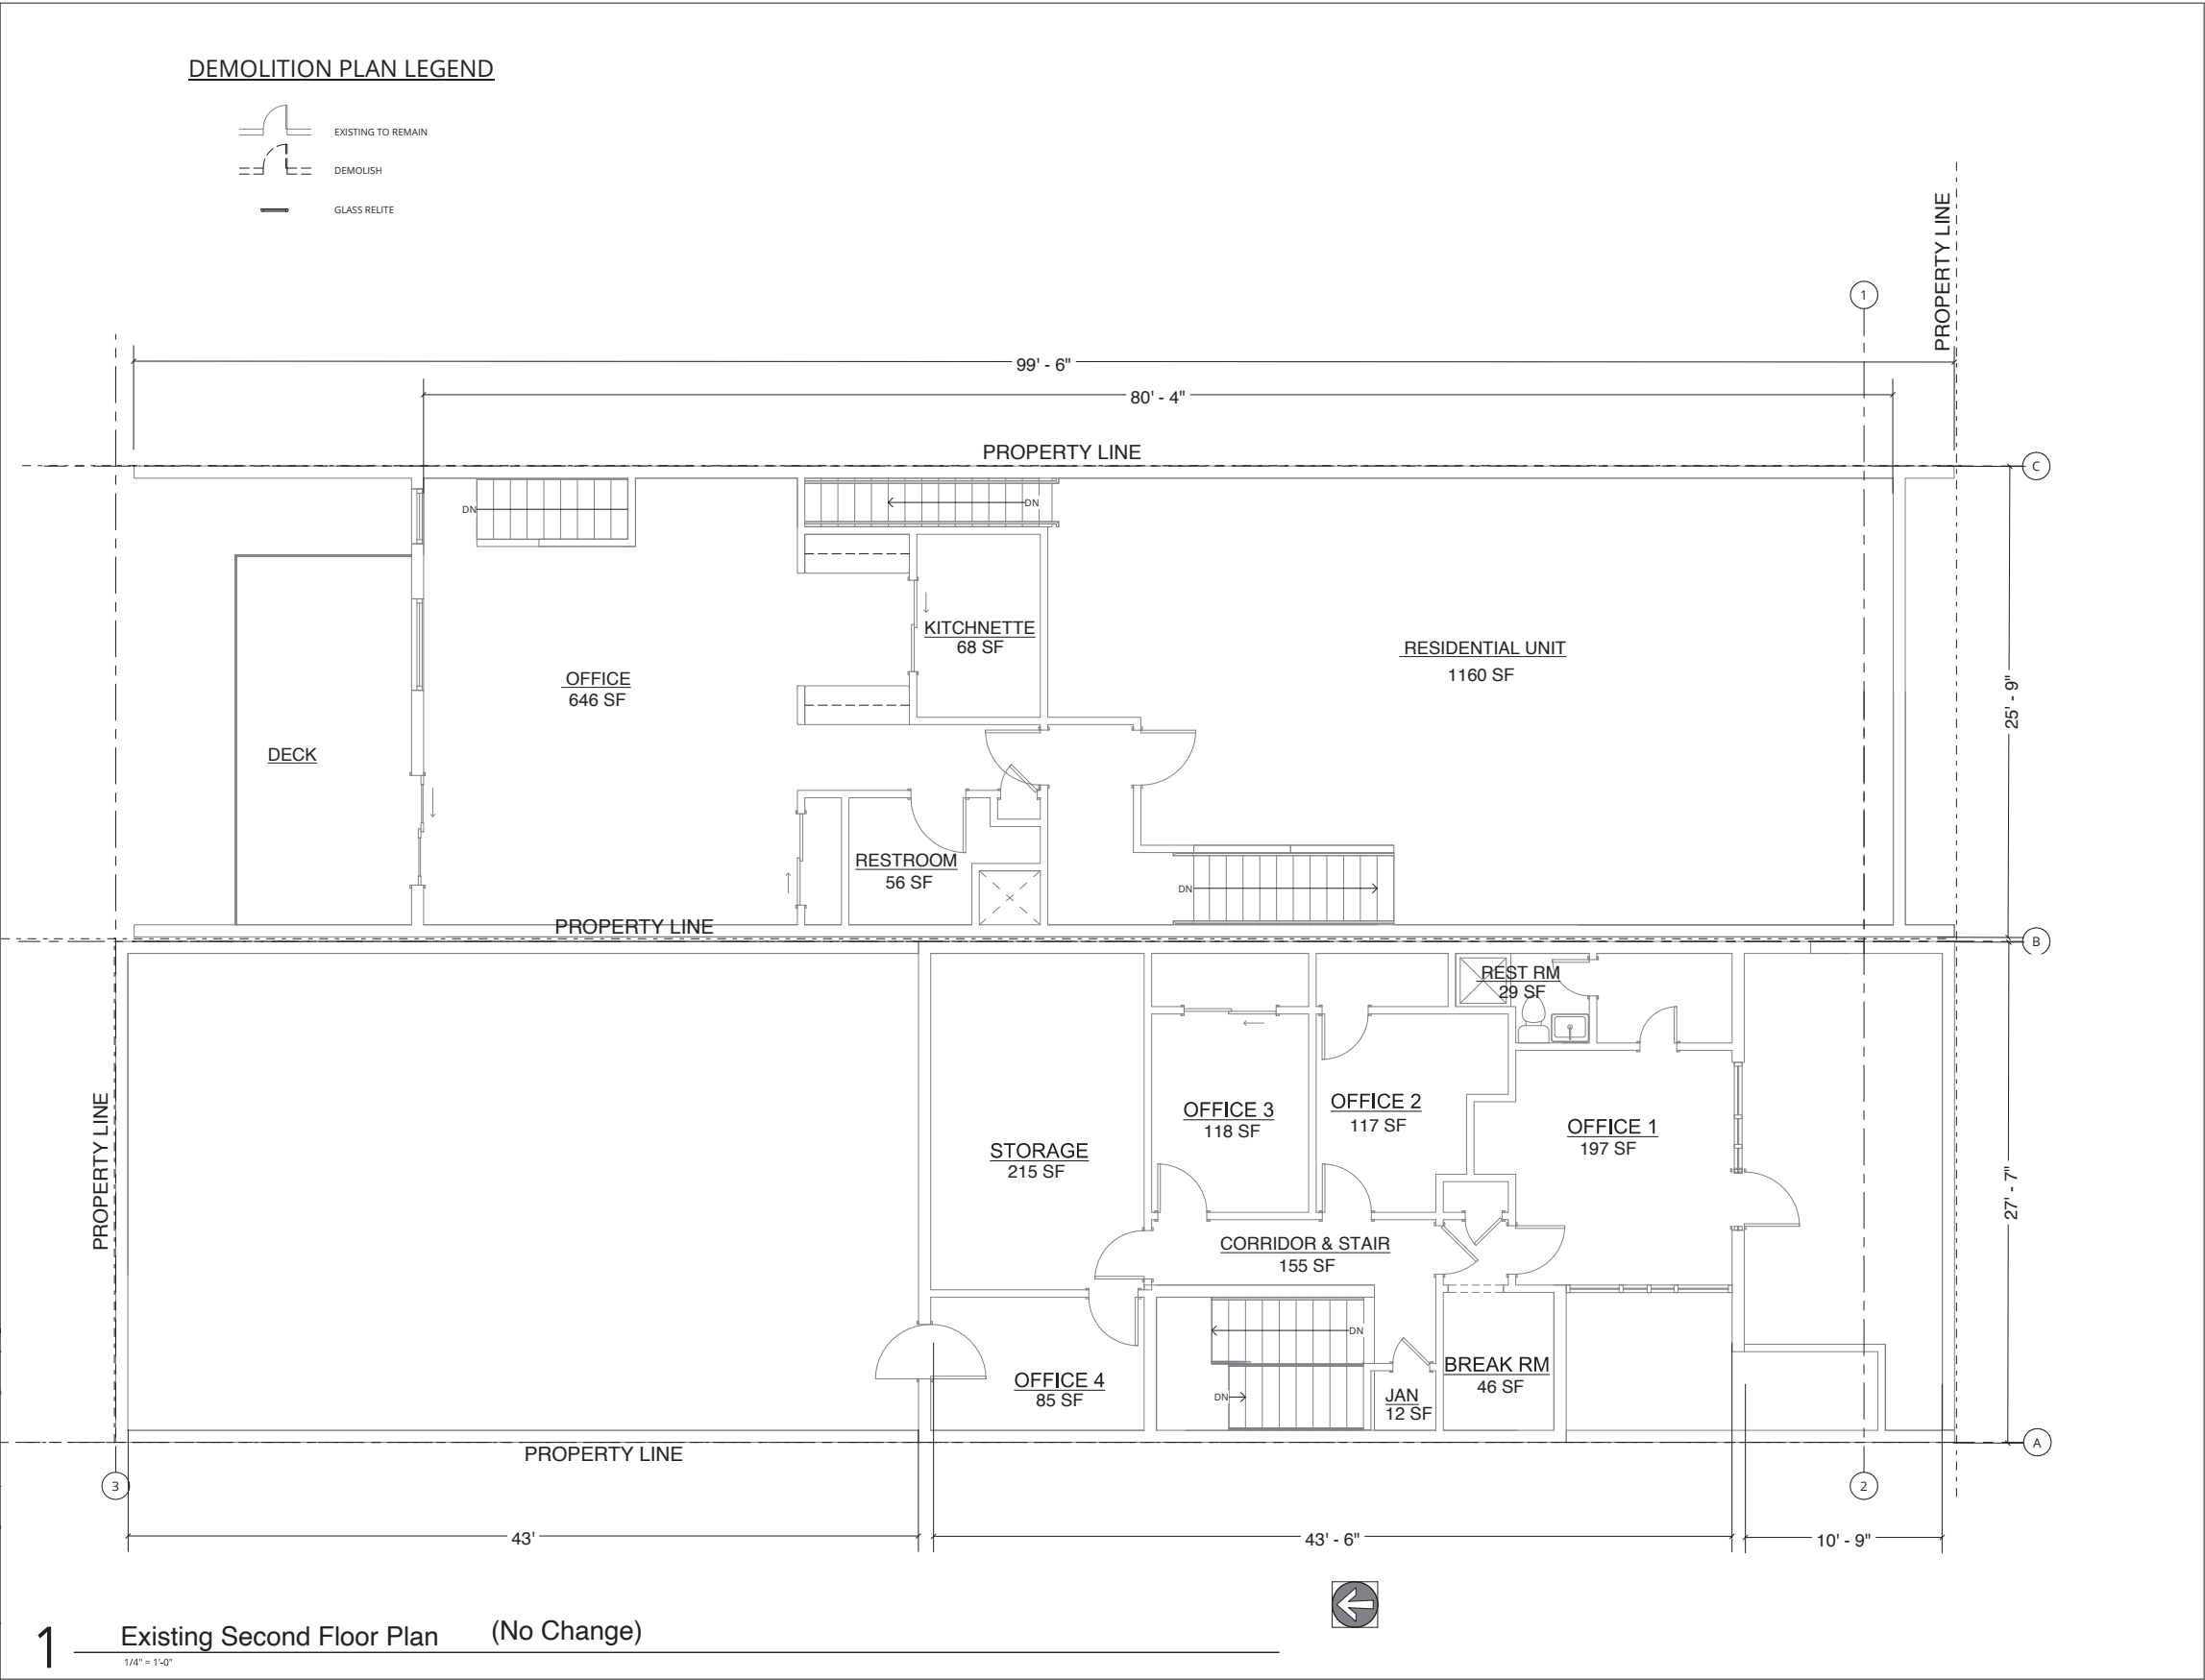 DEMOLITION PLAN LEGEND
EXISTING TO REMAIN
DEMOLISH
GLASS RELITE
PROPERTY LINE
1
99' - 6"
80' - 4"
PROPERTY LINE
C
DN
DN
KITCHNETTE
68 SF
RESIDENTIAL UNIT
1160 SF
OFFICE
646 SF
25' - 9"
DECK
RESTROOM
56 SF
DN
PROPERTY LINE
B
REST RM
29 SF
OFFICE 3
118 SF
OFFICE 2
117 SF
OFFICE 1
197 SF
STORAGE
215 SF
PROPERTY LINE
27' - 7"
CORRIDOR & STAIR
155 SF
DN
BREAK RM
46 SF
OFFICE 4
85 SF
DN
JAN
12 SF
PROPERTY LINE
A
3
2
43'
43' - 6"
10' - 9"
1
Existing Second Floor Plan (No Change)
1/4" = 1'-0"